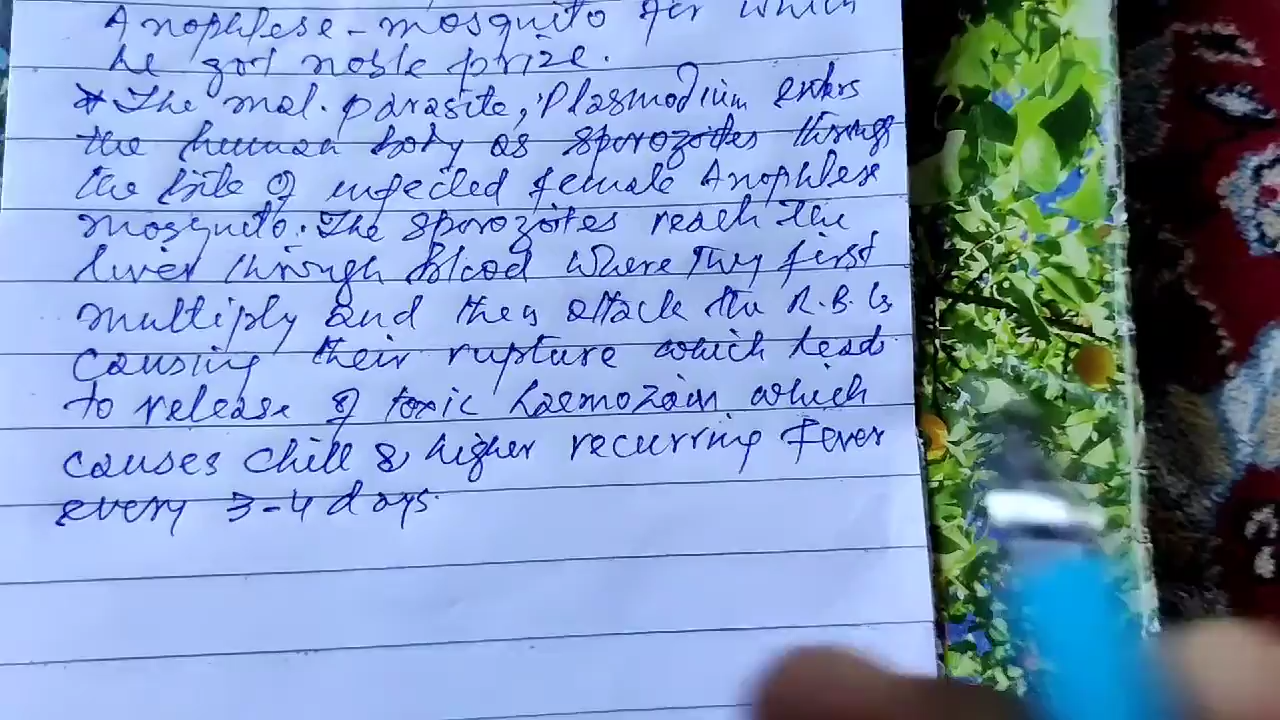 Anophlese - mosquito for which
he got noble prize.
* The mal. parasite, Plasmodium enters
the human body as sporozoites through
the bite of infected female Anophles
mosquito. The sporozoites reach the
liver through blood where they first
multiply and then attack the R.B.Cs
causing their rupture which leads
to release of toxic haemozoin which
causes chill & higher recurring fever
every 3-4 days.